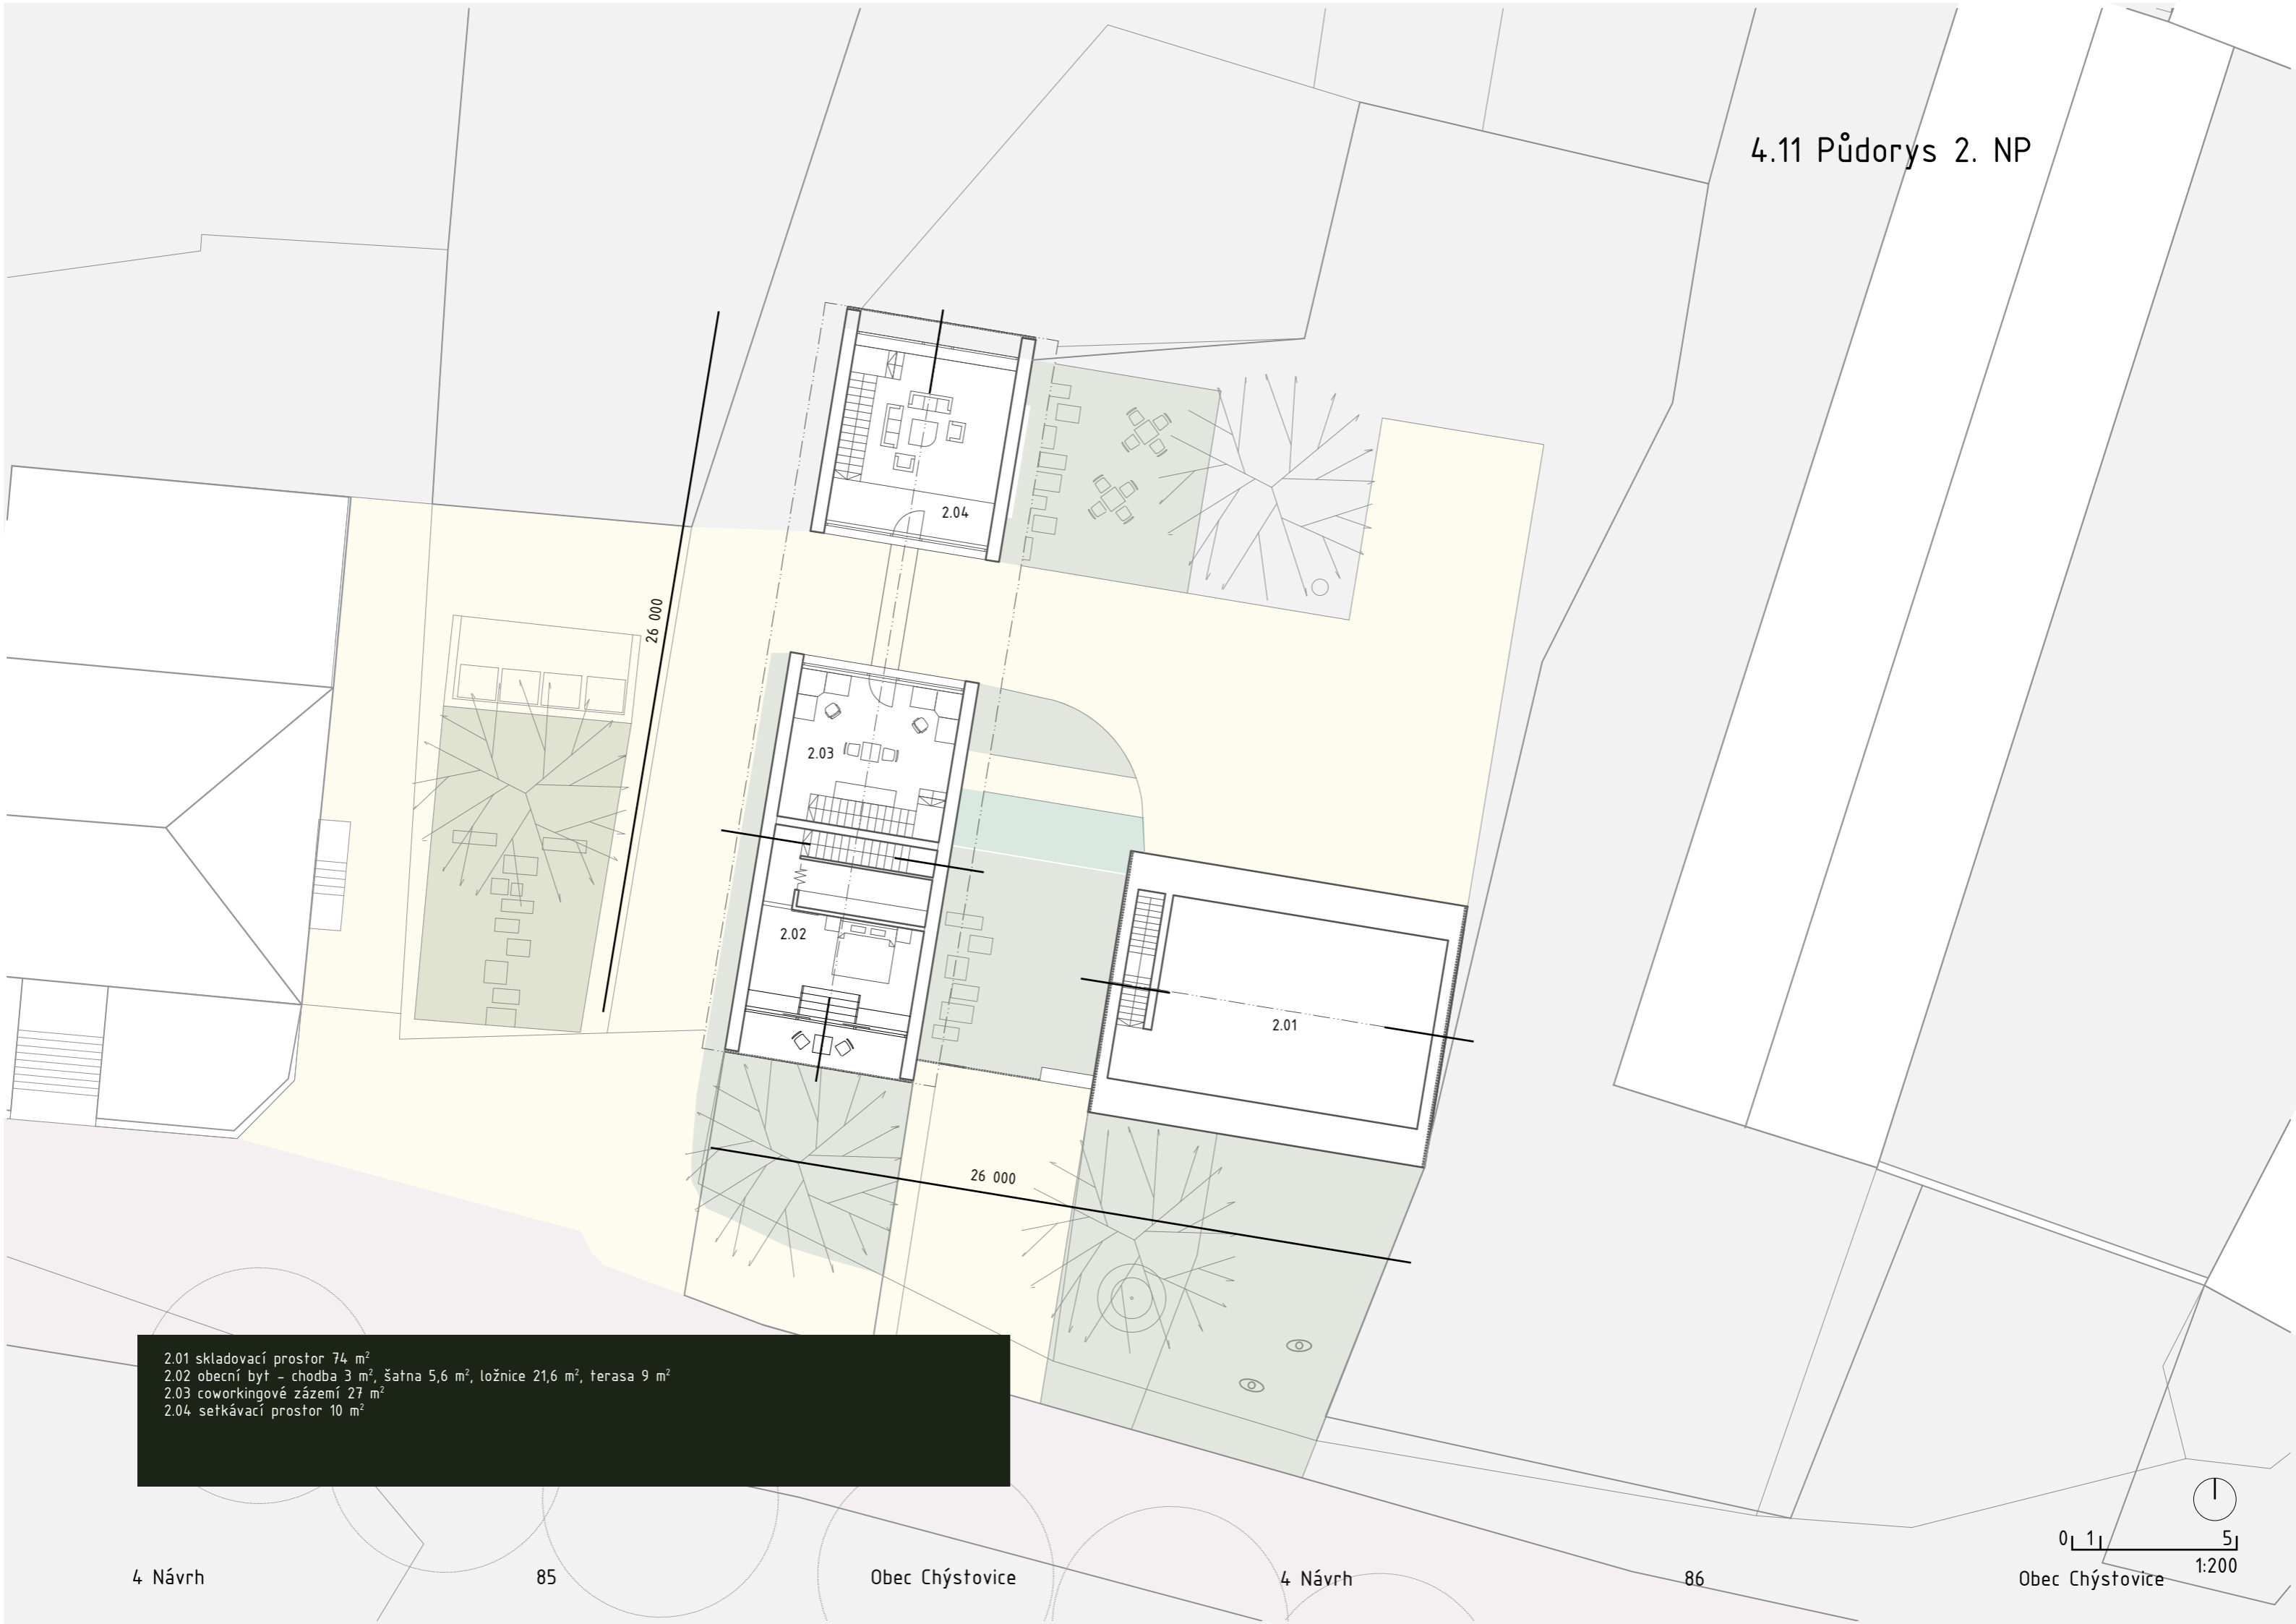 4.11 Půdorys 2. NP
2.04
26 000
2.03
2.02
2.01
26 000
2.01 skladovací prostor 74 m²
2.02 obecní byt - chodba 3 m², šatna 5,6 m², ložnice 21,6 m², terasa 9 m²
2.03 coworkingové zázemí 27 m²
2.04 setkávací prostor 10 m²
0 1 5
1:200
4 Návrh 85 Obec Chýstovice 4 Návrh 86 Obec Chýstovice